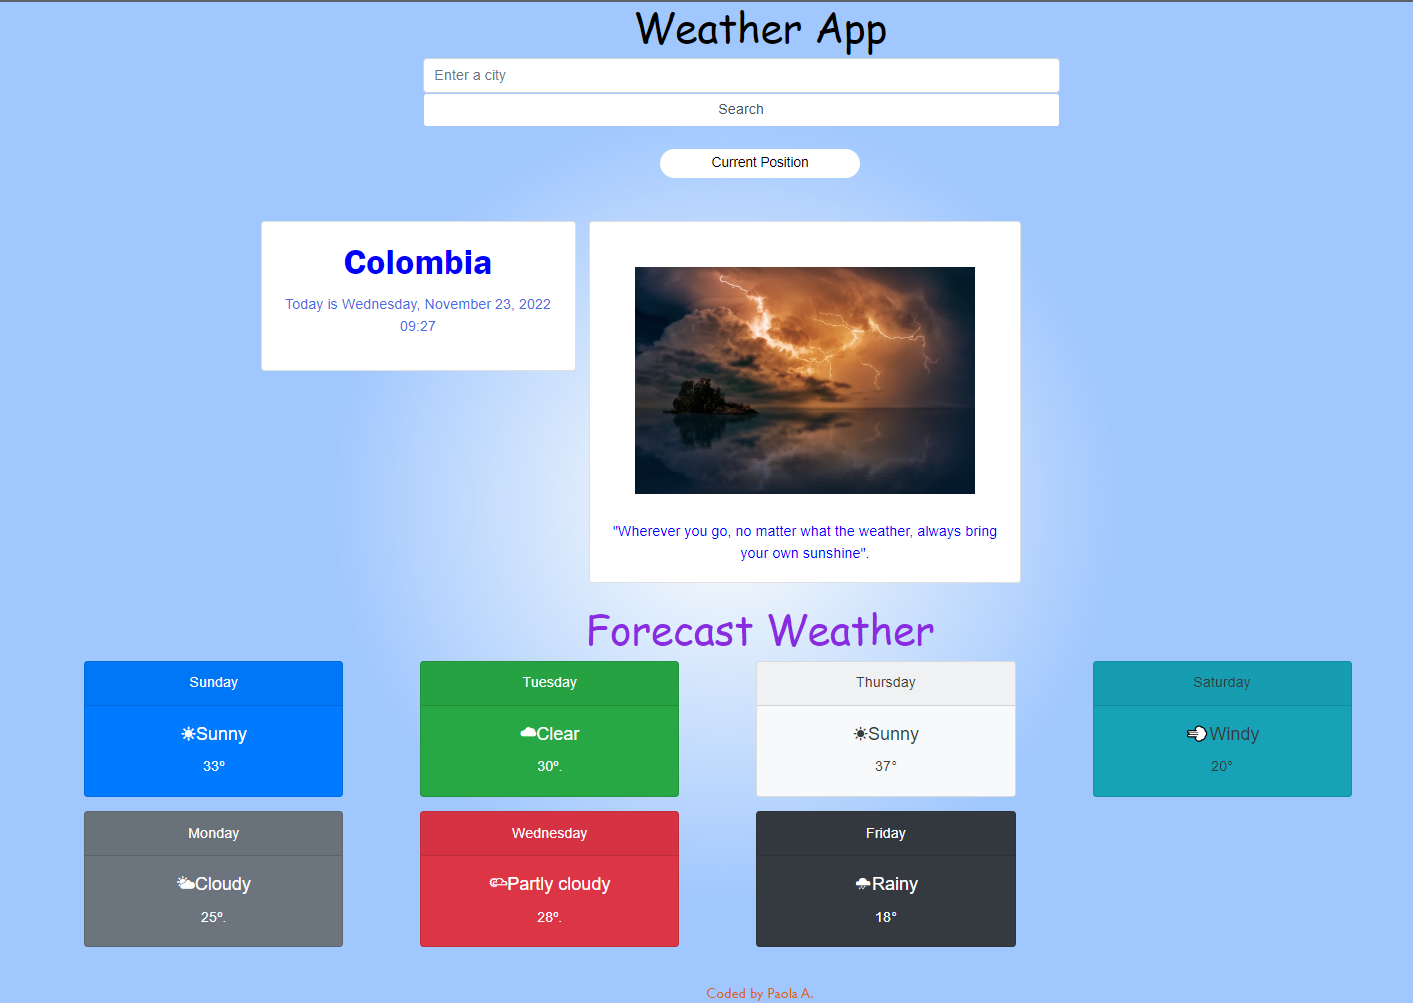 Weather App
Enter a city
Search
Current Position
Colombia
Today is Wednesday, November 23, 2022
09:27
"Wherever you go, no matter what the weather, always bring
your own sunshine".
Forecast Weather
Sunday
Sunny
33º
Monday
Cloudy
25º.
Tuesday
Clear
30º.
Wednesday
Partly cloudy
28º.
Thursday
Sunny
37°
Friday
Rainy
18°
Saturday
Windy
20°
Coded by Paola A.